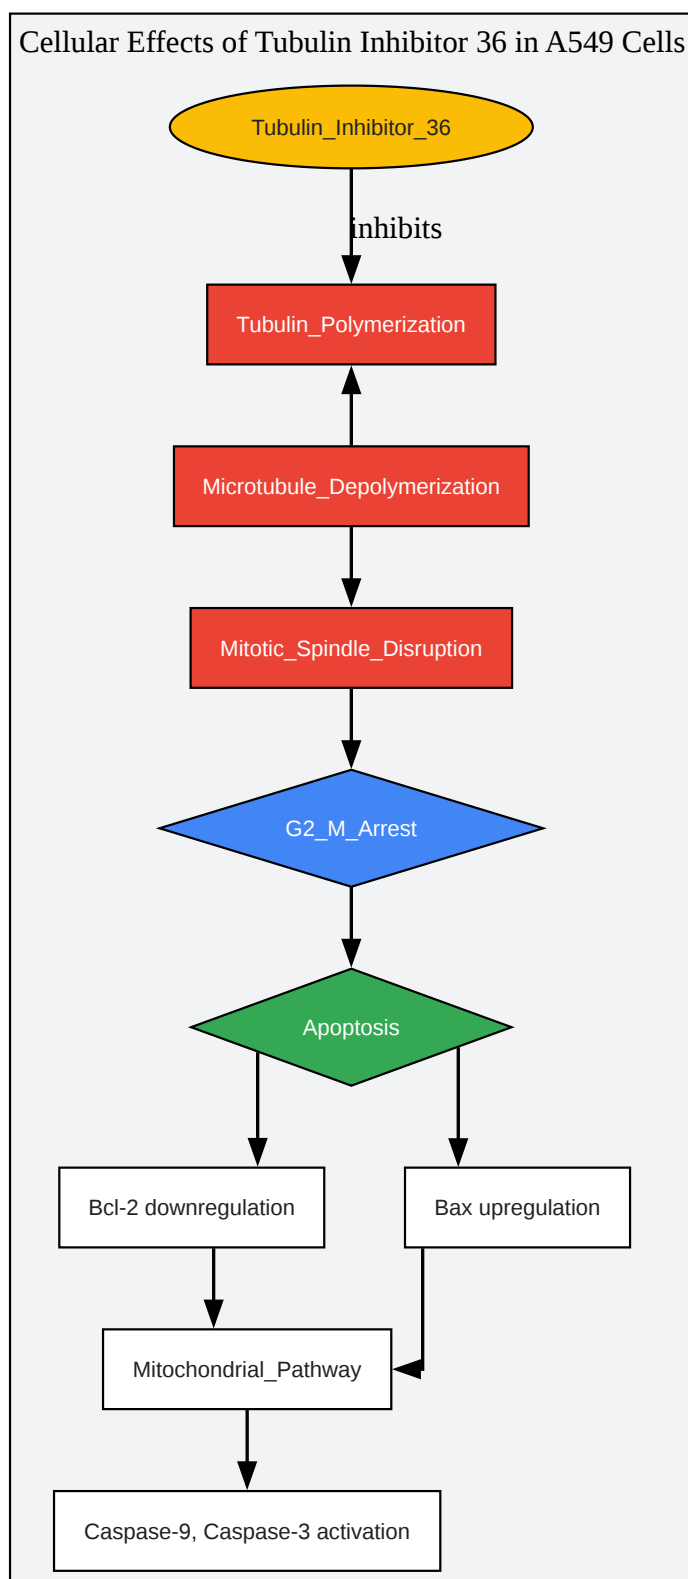 Cellular Effects of Tubulin Inhibitor 36 in A549 Cells
Tubulin_Inhibitor_36
inhibits
Tubulin_Polymerization
Microtubule_Depolymerization
Mitotic_Spindle_Disruption
G2_M_Arrest
Apoptosis
Bcl-2 downregulation
Bax upregulation
Mitochondrial_Pathway
Caspase-9, Caspase-3 activation